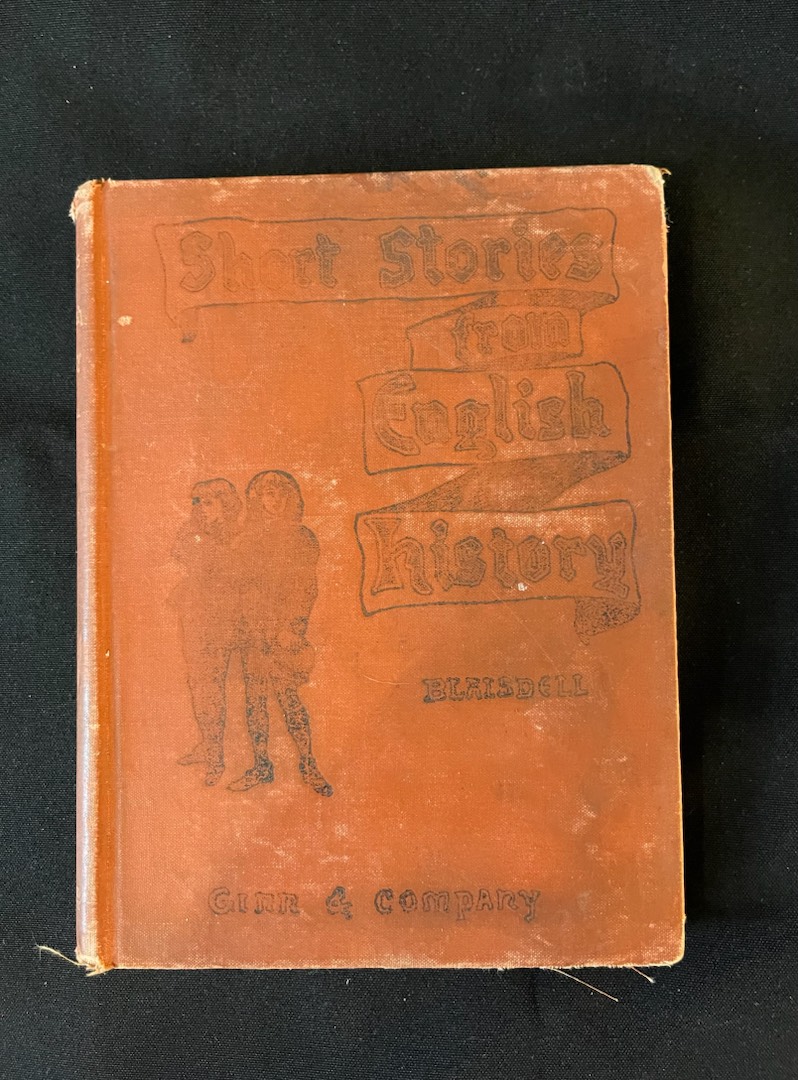 Short Stories
from
English
history
BLAISDELL
GINN & COMPANY